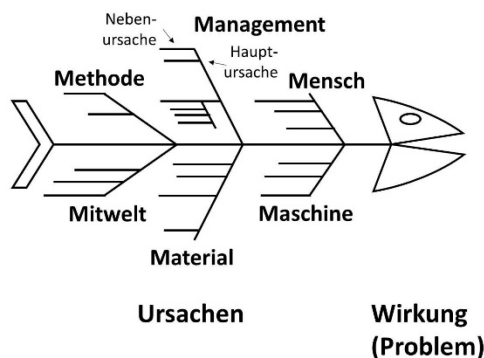 Neben-
ursache
Management
Haupt-
ursache
Methode
Mensch
Mitwelt
Maschine
Material
Ursachen
Wirkung
(Problem)